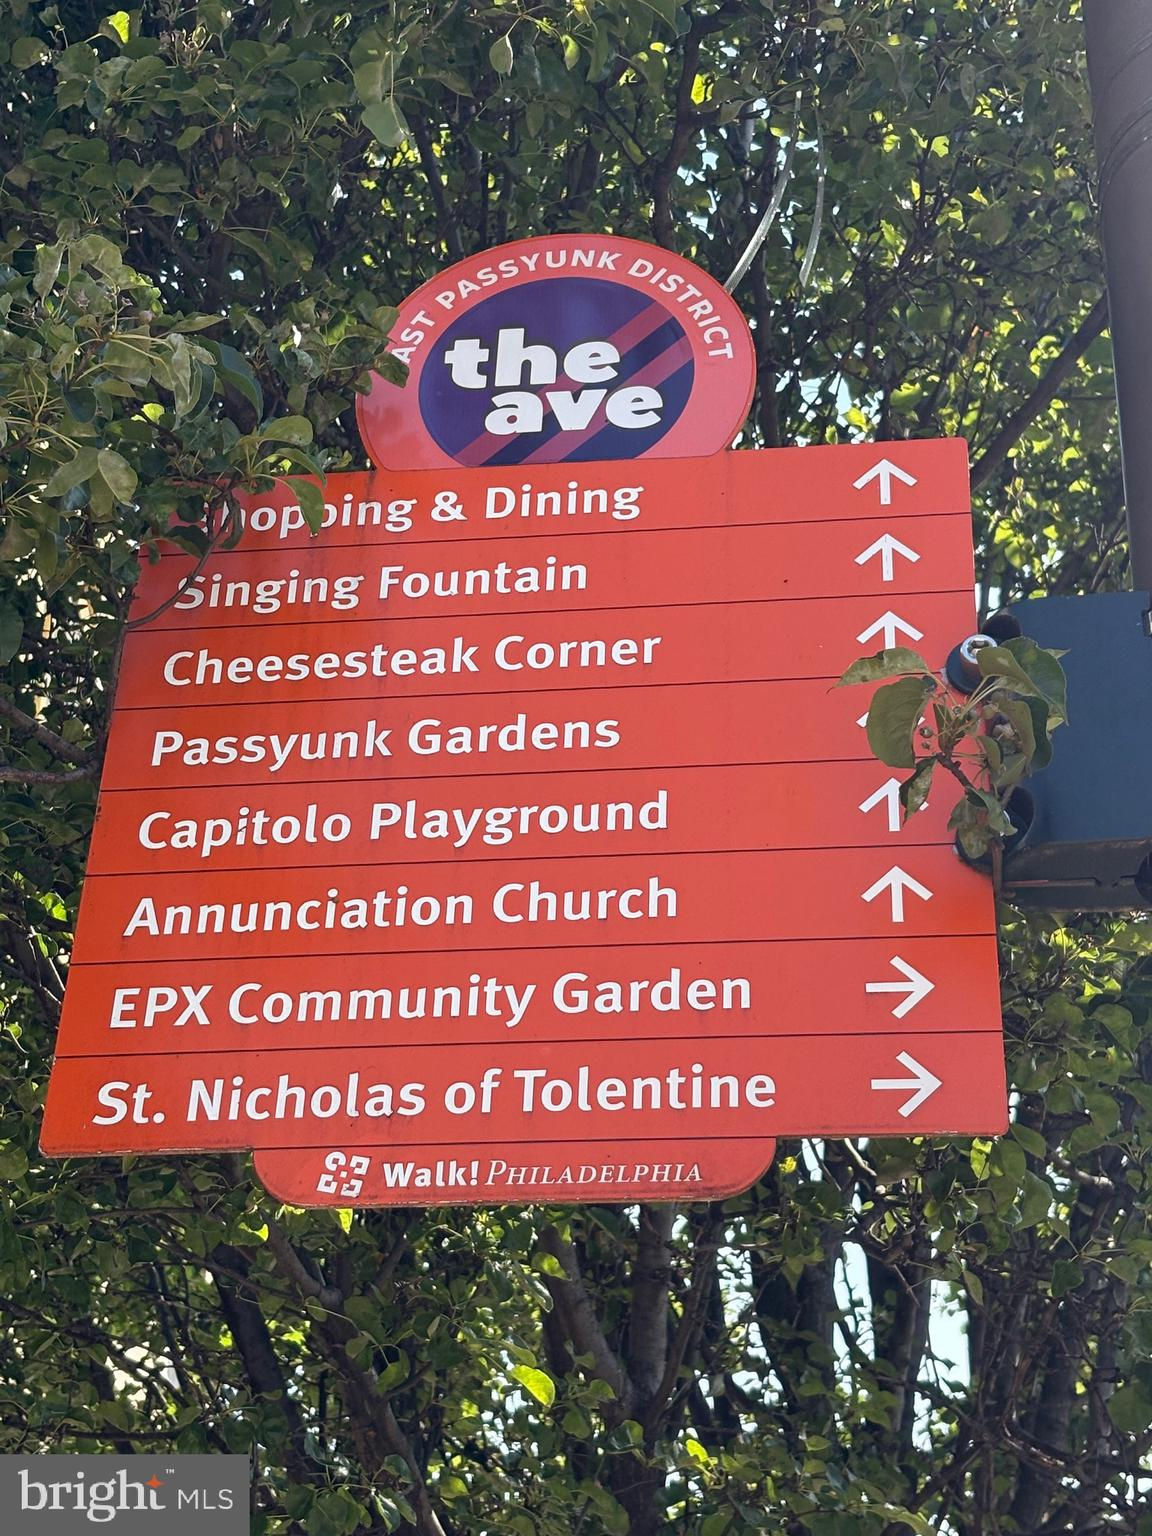 EAST PASSYUNK DISTRICT
the
ave
Shopping & Dining
Singing Fountain
Cheesesteak Corner
Passyunk Gardens
Capitolo Playground
Annunciation Church
EPX Community Garden
St. Nicholas of Tolentine
Walk! PHILADELPHIA
bright™ MLS